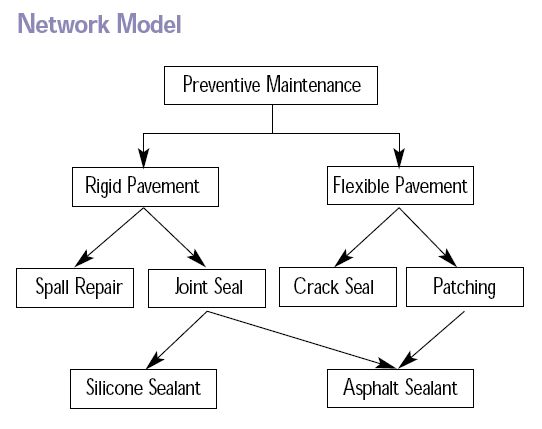 Network Model
Preventive Maintenance
Rigid Pavement
Flexible Pavement
Spall Repair
Joint Seal
Crack Seal
Patching
Silicone Sealant
Asphalt Sealant